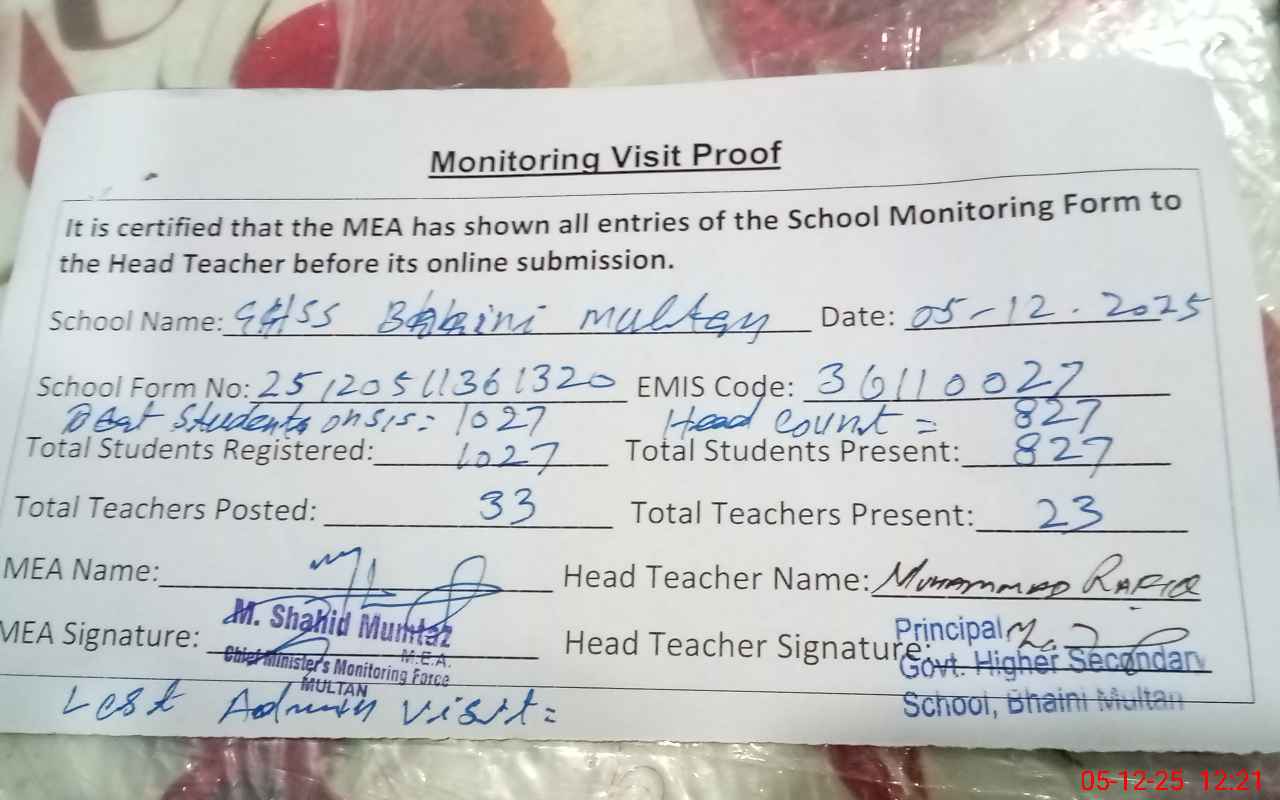 Monitoring Visit Proof
It is certified that the MEA has shown all entries of the School Monitoring Form to
the Head Teacher before its online submission.
School Name: GHSS Bhaini Multan Date: 05-12.2025
School Form No: 251205611361320 EMIS Code: 36110027
Students on SIS: 1027 Head count = 827
Total Students Registered: 1027 Total Students Present: 827
Total Teachers Posted: 33 Total Teachers Present: 23
MEA Name: Head Teacher Name: MUHAMMAD RAFIQ
M. Shahid Mumtaz
MEA Signature: Head Teacher Signature:
M.E.A.
Chief Minister's Monitoring Force
MULTAN
Principal
Govt. Higher Secondary
School, Bhaini Multan
Last Admin visit=
05-12-25 12:21